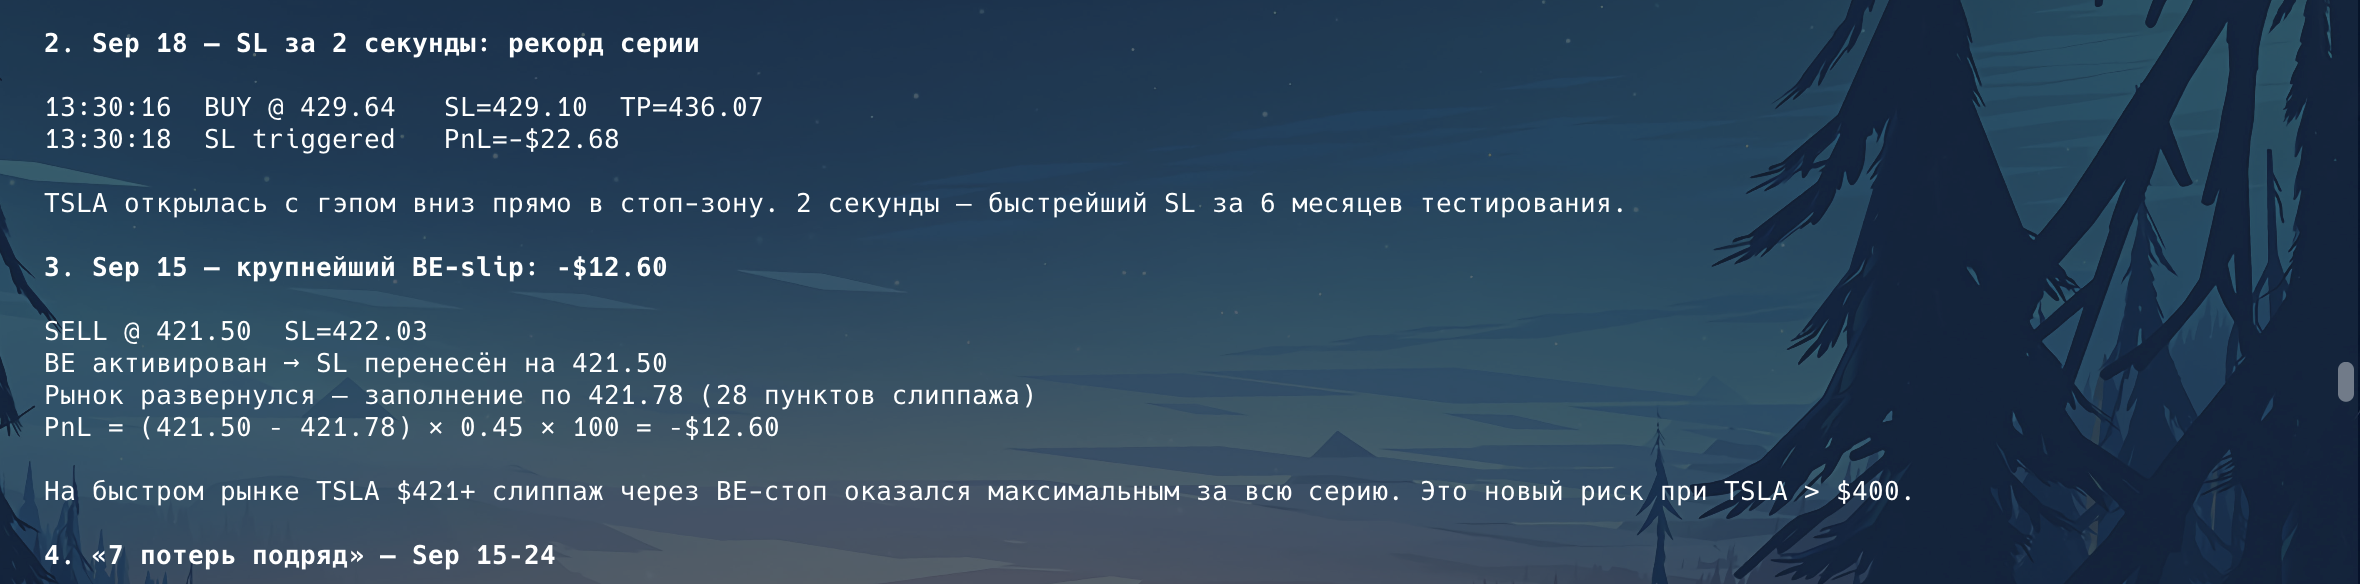 2. Sep 18 — SL за 2 секунды: рекорд серии
13:30:16  BUY @ 429.64   SL=429.10  TP=436.07
13:30:18  SL triggered   PnL=-$22.68
TSLA открылась с гэпом вниз прямо в стоп-зону. 2 секунды — быстрейший SL за 6 месяцев тестирования.
3. Sep 15 — крупнейший BE-slip: -$12.60
SELL @ 421.50  SL=422.03
BE активирован → SL перенесён на 421.50
Рынок развернулся — заполнение по 421.78 (28 пунктов слиппажа)
PnL = (421.50 - 421.78) × 0.45 × 100 = -$12.60
На быстром рынке TSLA $421+ слиппаж через BE-стоп оказался максимальным за всю серию. Это новый риск при TSLA > $400.
4. «7 потерь подряд» — Sep 15-24